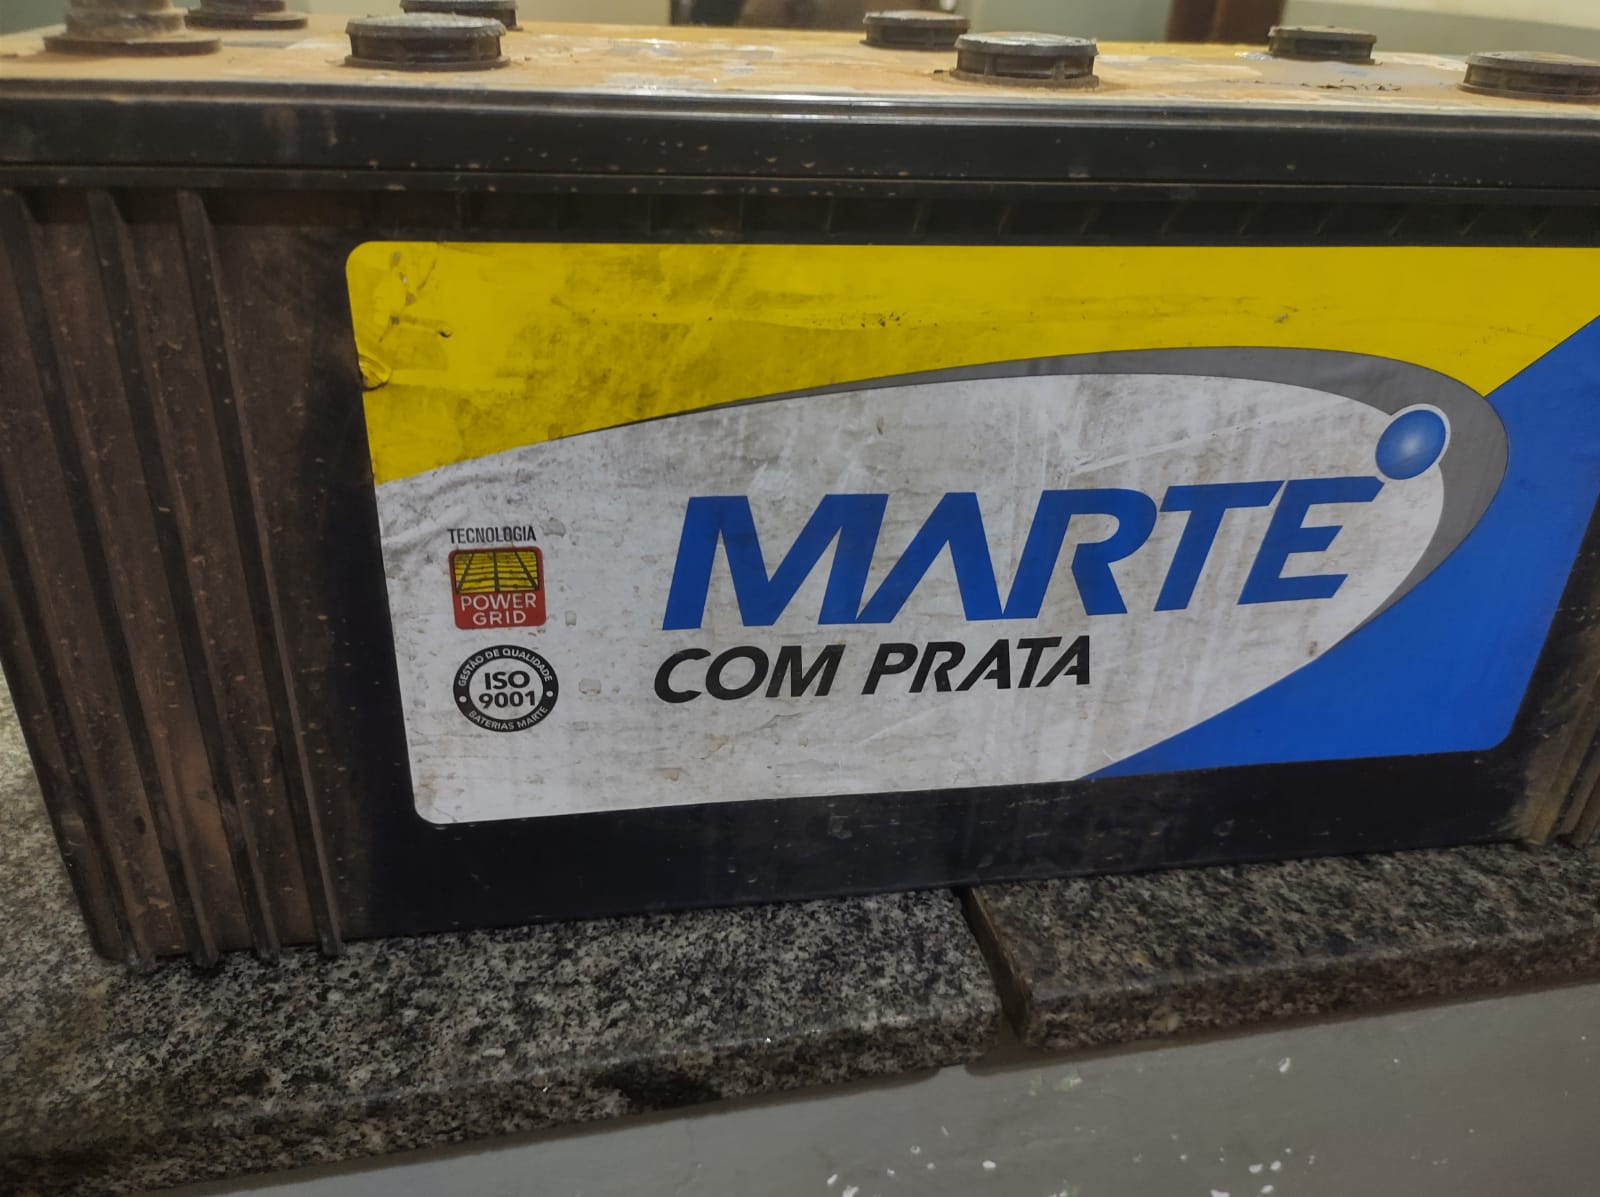 TECNOLOGIA
POWER
GRID
GESTÃO DE QUALIDADE
ISO
9001
BATERIAS MARTE
MARTE
COM PRATA